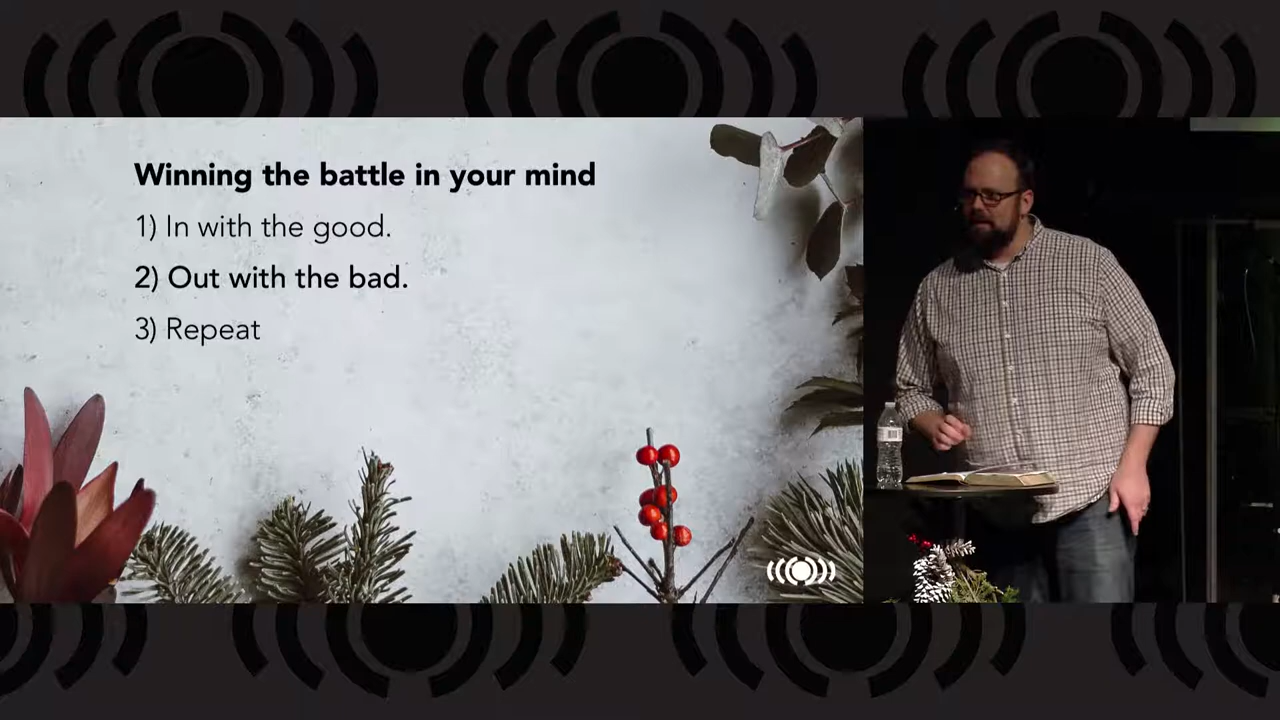 Winning the battle in your mind
1) In with the good.
2) Out with the bad.
3) Repeat